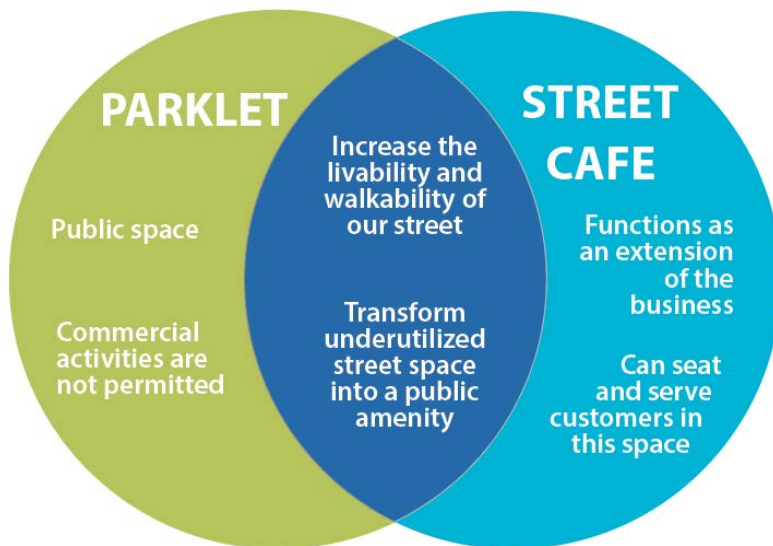 PARKLET
Public space
Commercial
activities are
not permitted
Increase the
livability and
walkability of
our street
Transform
underutilized
street space
into a public
amenity
STREET
CAFE
Functions as
an extension
of the
business
Can seat
and serve
customers in
this space